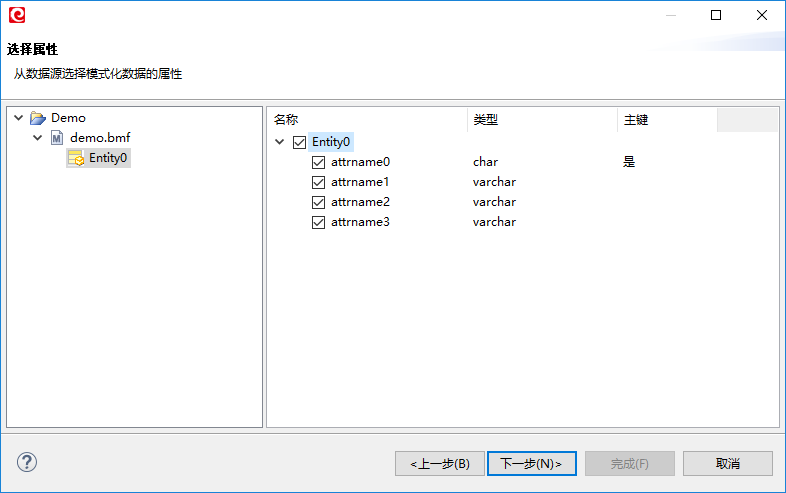 选择属性
从数据源选择模式化数据的属性
Demo
demo.bmf
Entity0
名称 类型 主键
Entity0
attrname0 char 是
attrname1 varchar
attrname2 varchar
attrname3 varchar
<上一步(B) 下一步(N)> 完成(F) 取消